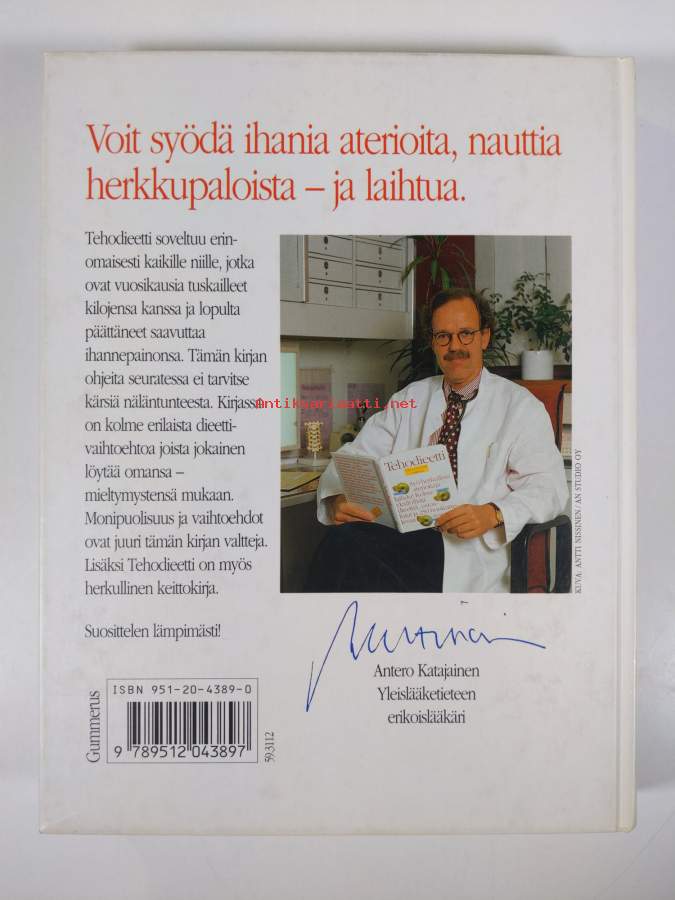 Voit syödä ihania aterioita, nauttia
herkkupaloista – ja laihtua.
Tehodieetti soveltuu erin-
omaisesti kaikille niille, jotka
ovat vuosikausia tuskailleet
kilojensa kanssa ja lopulta
päättäneet saavuttaa
ihannepainonsa. Tämän kirjan
ohjeita seuratessa ei tarvitse
kärsiä näläntunteesta. Kirjassa
on kolme erilaista dieetti-
vaihtoehtoa joista jokainen
löytää omansa –
mieltymystensä mukaan.
Monipuolisuus ja vaihtoehdot
ovat juuri tämän kirjan valtteja.
Lisäksi Tehodieetti on myös
herkullinen keittokirja.
Suosittelen lämpimästi!
Antikvariaatti.net
Tehodieetti
KUVA: ANTTI NISSINEN / AN STUDIO OY
Antero Katajainen
Yleislääketieteen
erikoislääkäri
Gummerus
ISBN 951-20-4389-0
9 789512 043897
59.3112